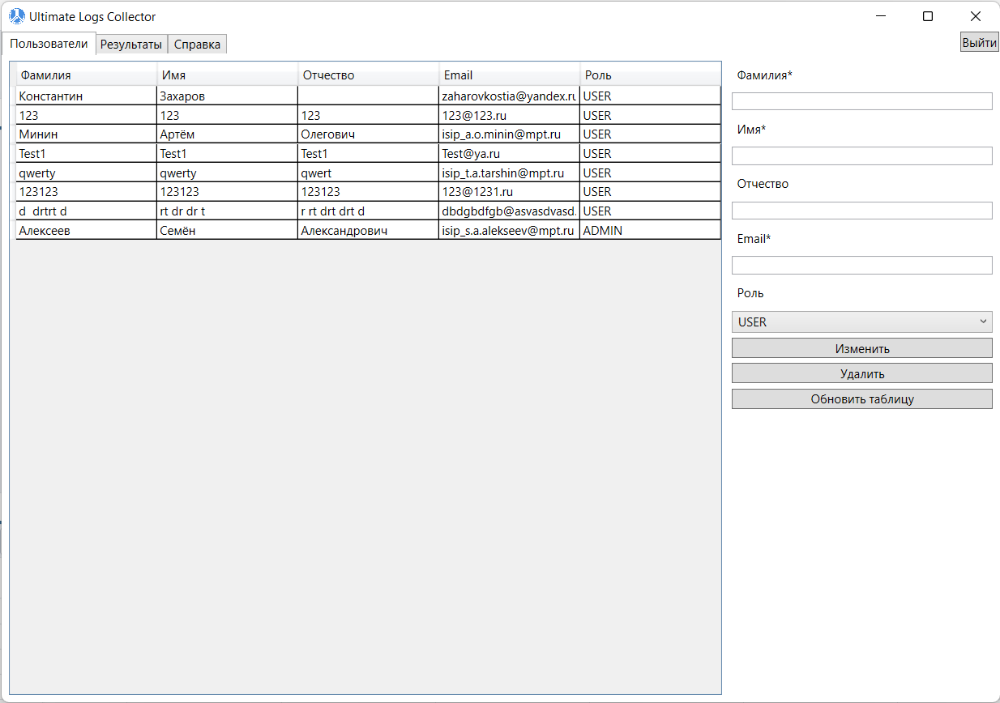 Ultimate Logs Collector
Пользователи Результаты Справка Выйти
Фамилия Имя Отчество Email Роль
Константин Захаров zaharovkostia@yandex.ru USER
123 123 123 123@123.ru USER
Минин Артём Олегович isip_a.o.minin@mpt.ru USER
Test1 Test1 Test1 Test@ya.ru USER
qwerty qwerty qwert isip_t.a.tarshin@mpt.ru USER
123123 123123 123123 123@1231.ru USER
d drtrt d rt dr dr t r rt drt drt d dbdgbdfgb@asvasdvasd. USER
Алексеев Семён Александрович isip_s.a.alekseev@mpt.ru ADMIN
Фамилия*
Имя*
Отчество
Email*
Роль
USER
Изменить
Удалить
Обновить таблицу